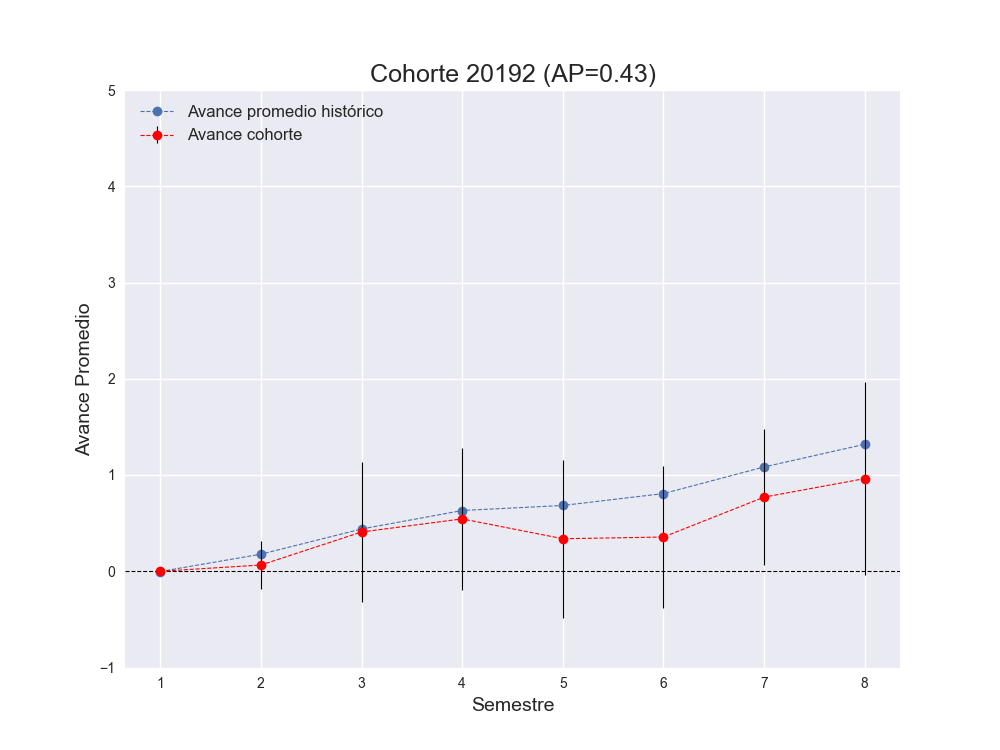 Cohorte 20192 (AP=0.43)
Avance promedio histórico
Avance cohorte
5
4
3
2
1
0
−1
Avance Promedio
1 2 3 4 5 6 7 8
Semestre